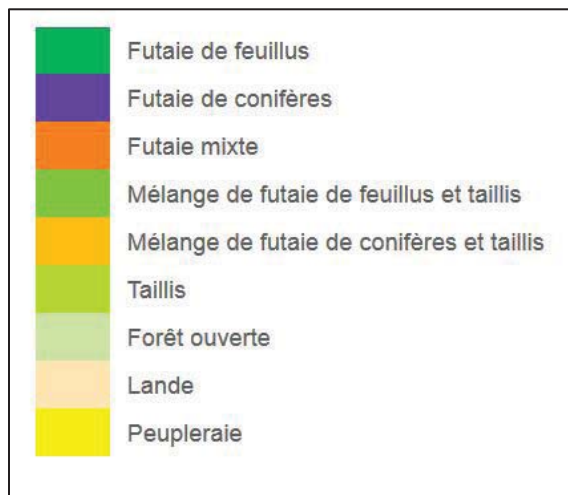 Futaie de feuillus
Futaie de conifères
Futaie mixte
Mélange de futaie de feuillus et taillis
Mélange de futaie de conifères et taillis
Taillis
Forêt ouverte
Lande
Peupleraie